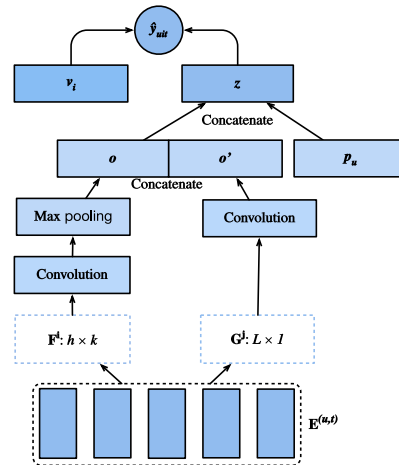 ŷuit
vi
z
Concatenate
o
o'
pu
Concatenate
Max pooling
Convolution
Convolution
Fⁱ: h × k
Gʲ: L × 1
E(u,t)